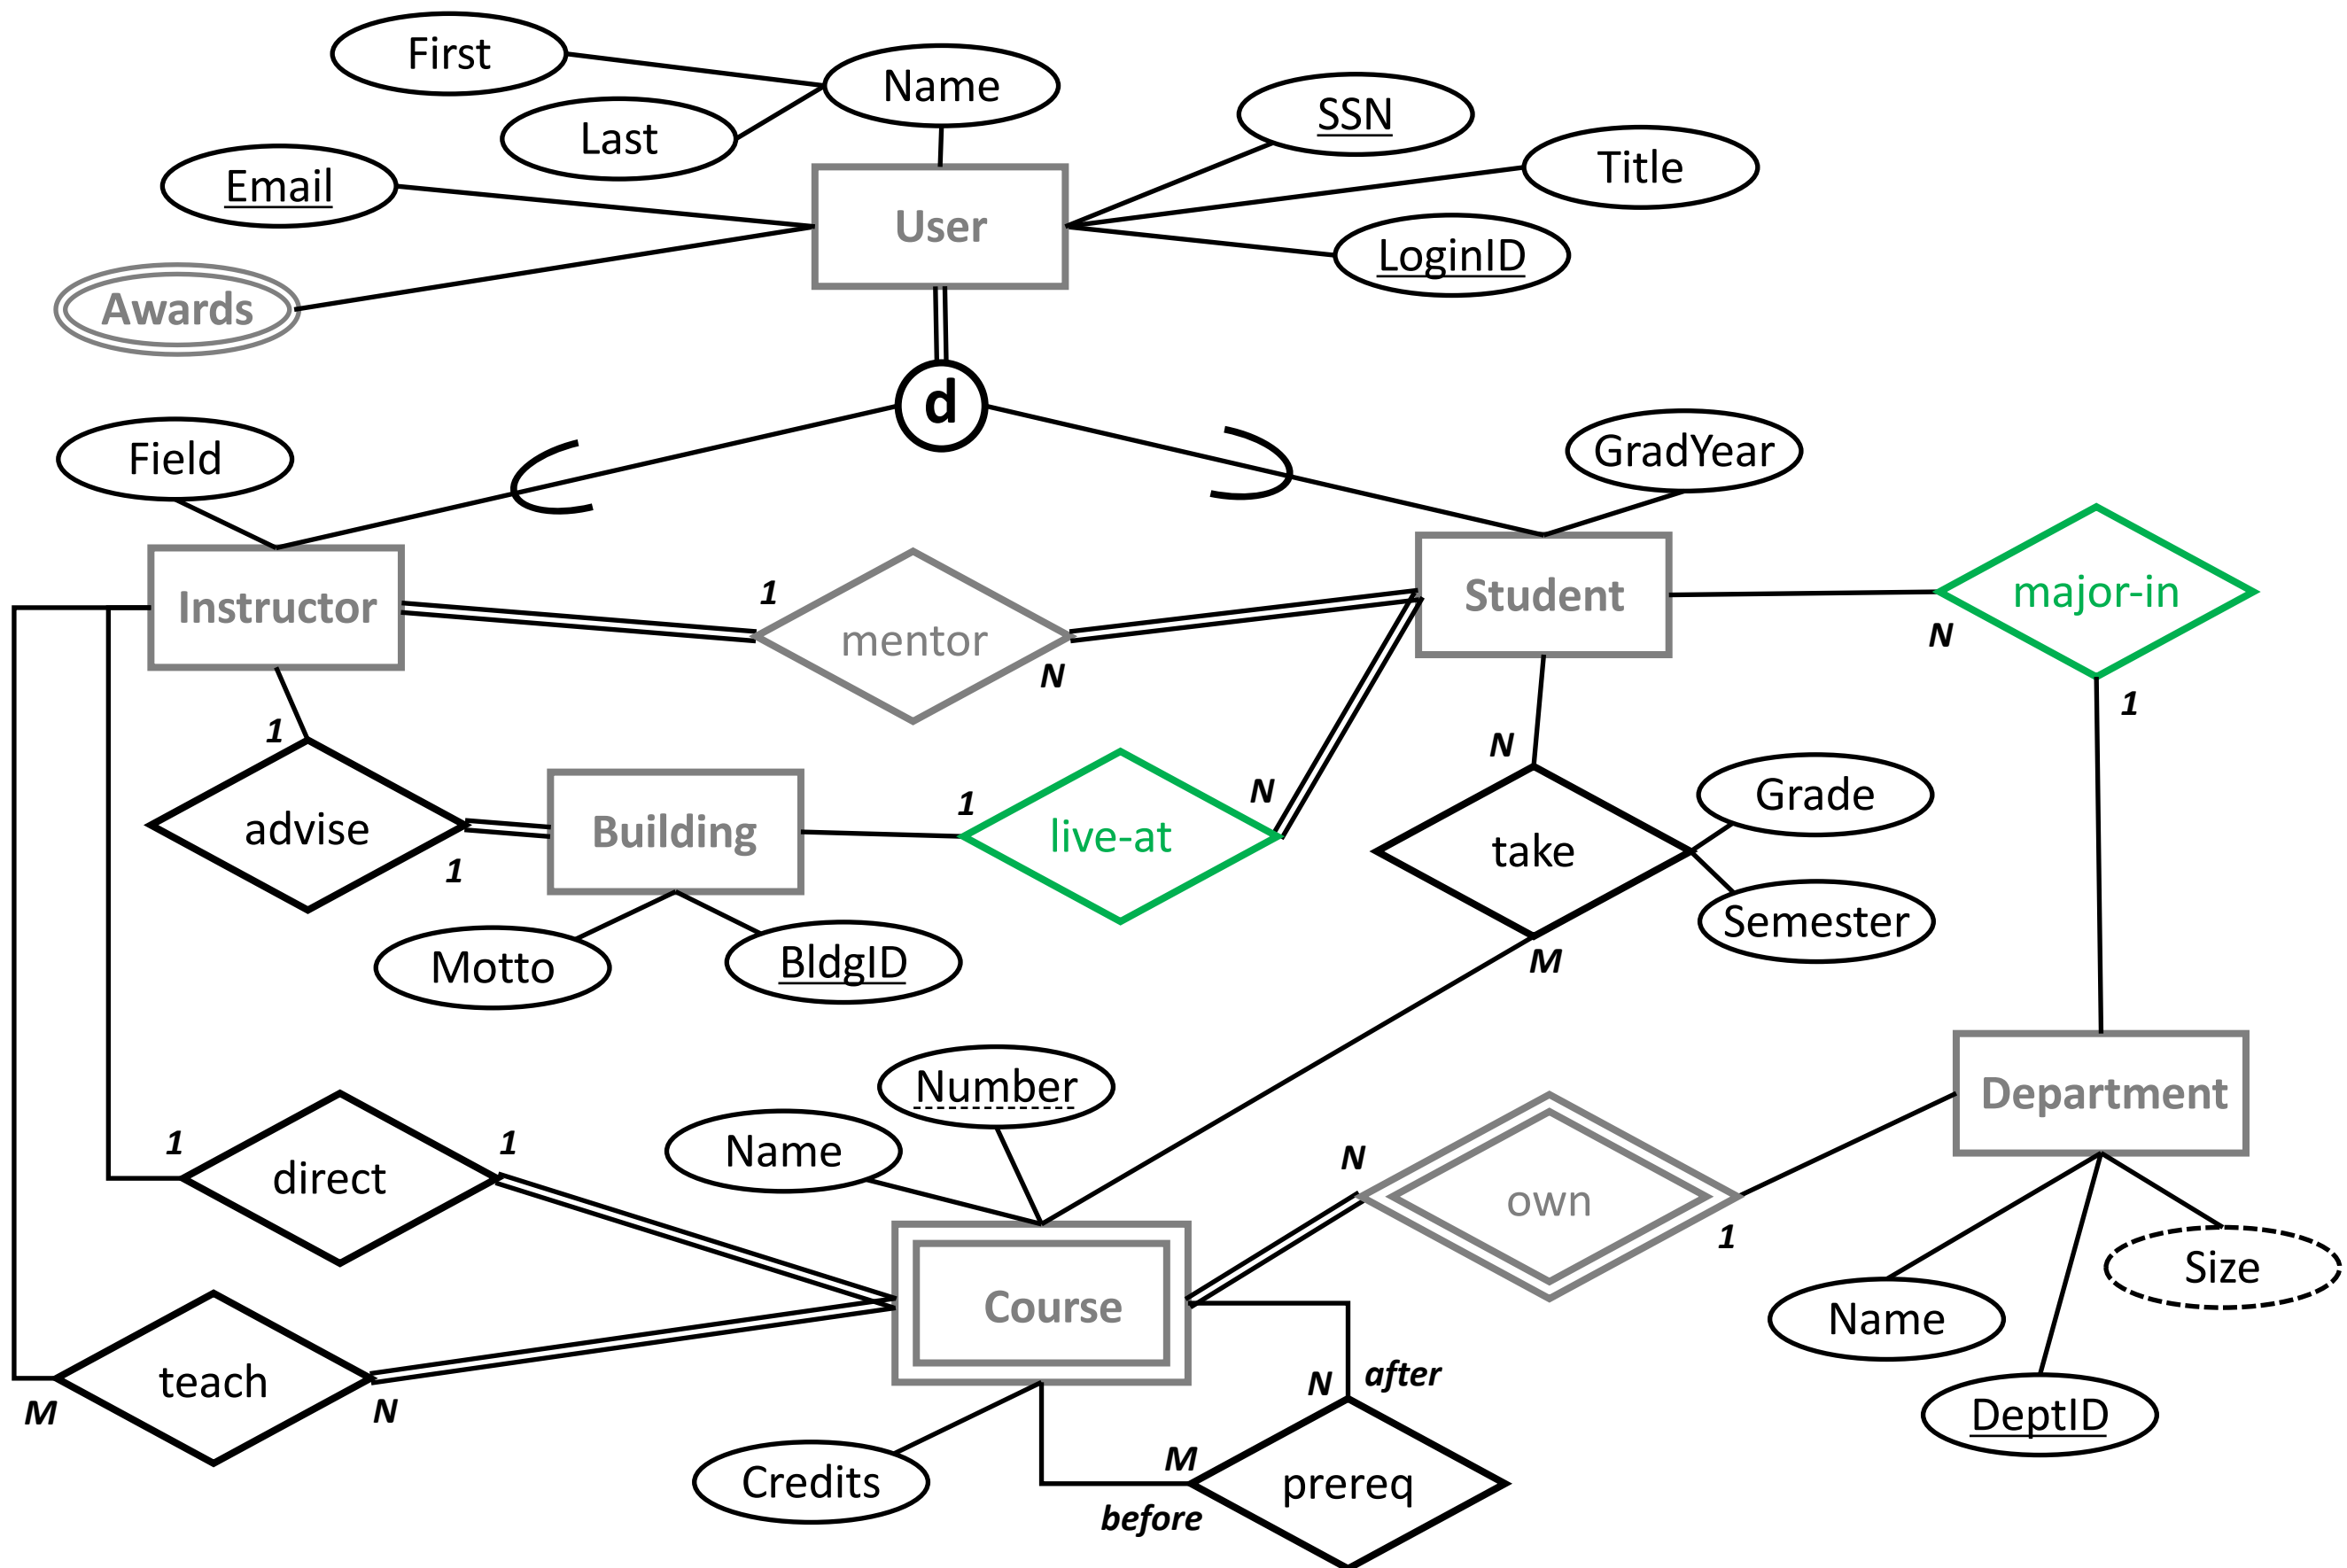 First
Name
Last
SSN
Title
Email
User
LoginID
Awards
d
Field
GradYear
Instructor
1
mentor
N
Student
N
major-in
1
1
advise
1
Building
1
live-at
N
N
take
M
Grade
Semester
Motto
BldgID
Number
Name
1
direct
1
N
own
1
Department
Size
Name
DeptID
Course
M
teach
N
N
after
M
before
prereq
Credits